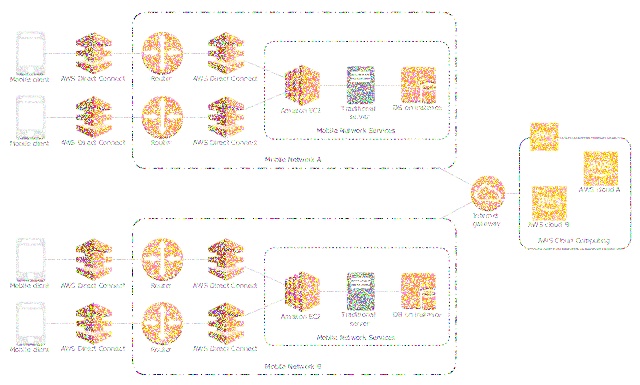 Mobile client
AWS Direct Connect
Router
AWS Direct Connect
Amazon EC2
Traditional
server
DB on instance
Mobile client
AWS Direct Connect
Router
AWS Direct Connect
Mobile Network Services
Mobile Network A
AWS cloud A
Internet
gateway
AWS cloud B
AWS Cloud Computing
Mobile client
AWS Direct Connect
Router
AWS Direct Connect
Amazon EC2
Traditional
server
DB on instance
Mobile client
AWS Direct Connect
Router
AWS Direct Connect
Mobile Network Services
Mobile Network B